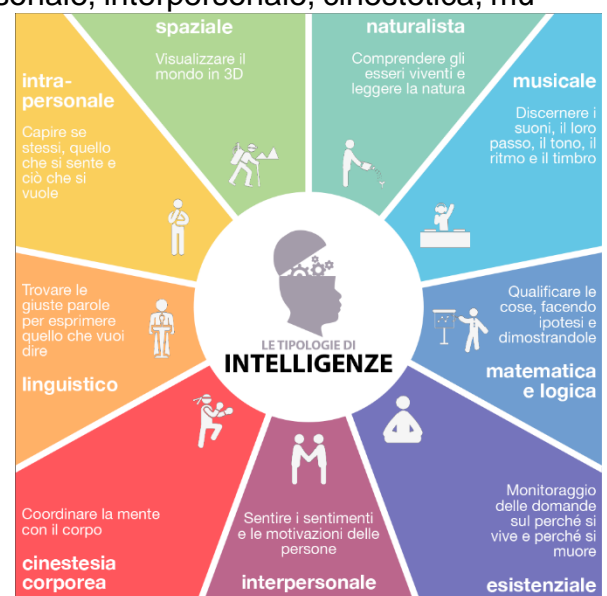 sonale, interpersonale, cinestetica, mu
spaziale
Visualizzare il
mondo in 3D
naturalista
Comprendere gli
esseri viventi e
leggere la natura
intra-
personale
Capire se
stessi, quello
che si sente e
ciò che si
vuole
musicale
Discernere i
suoni, il loro
passo, il tono, il
ritmo e il timbro
Trovare le
giuste parole
per esprimere
quello che vuoi
dire
linguistico
LE TIPOLOGIE DI
INTELLIGENZE
Qualificare le
cose, facendo
ipotesi e
dimostrandole
matematica
e logica
Coordinare la mente
con il corpo
cinestesia
corporea
Sentire i sentimenti
e le motivazioni delle
persone
interpersonale
Monitoraggio
delle domande
sul perché si
vive e perché si
muore
esistenziale